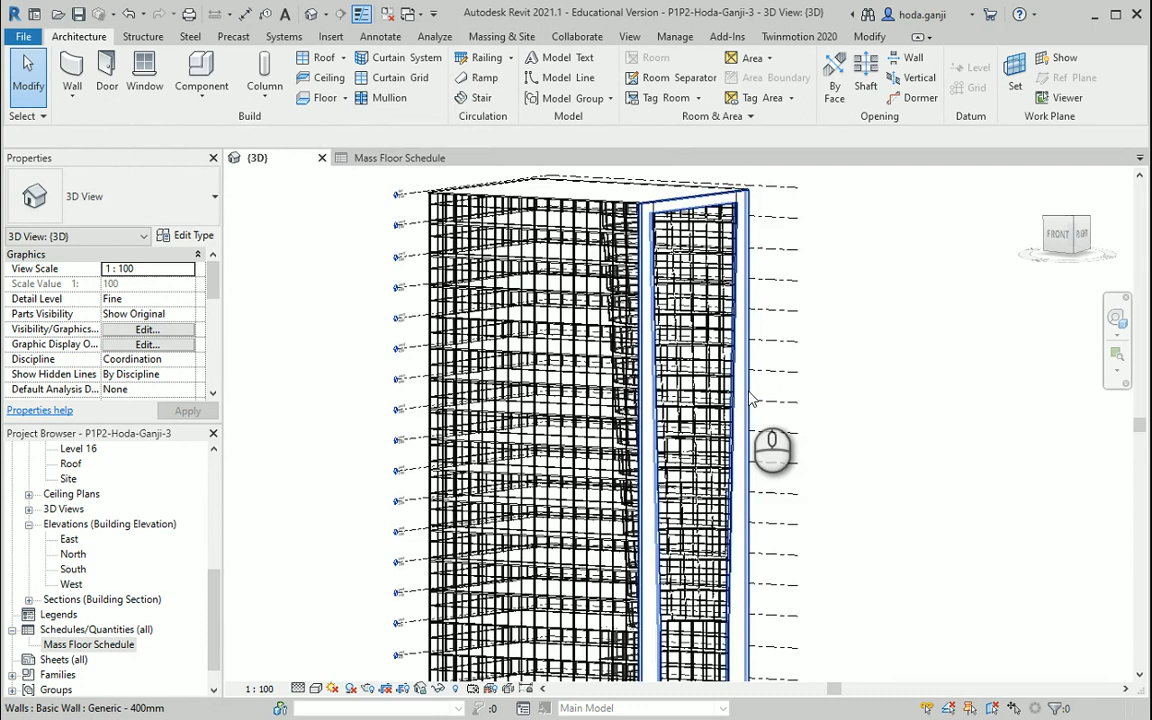 Autodesk Revit 2021.1 - Educational Version - P1P2-Hoda-Ganji-3 - 3D View: {3D}
hoda.ganji
File Architecture Structure Steel Precast Systems Insert Annotate Analyze Massing & Site Collaborate View Manage Add-Ins Twinmotion 2020 Modify
Modify
Wall
Door
Window
Component
Column
Roof
Ceiling
Floor
Curtain System
Curtain Grid
Mullion
Railing
Ramp
Stair
Model Text
Model Line
Model Group
Room
Room Separator
Tag Room
Area
Area Boundary
Tag Area
By
Face
Shaft
Wall
Vertical
Dormer
Level
Grid
Set
Show
Ref Plane
Viewer
Select Build Circulation Model Room & Area Opening Datum Work Plane
Properties
3D View
3D View: {3D}
Edit Type
Graphics
View Scale 1 : 100
Scale Value 1: 100
Detail Level Fine
Parts Visibility Show Original
Visibility/Graphics... Edit...
Graphic Display O... Edit...
Discipline Coordination
Show Hidden Lines By Discipline
Default Analysis D... None
Properties help
Apply
Project Browser - P1P2-Hoda-Ganji-3
Level 16
Roof
Site
Ceiling Plans
3D Views
Elevations (Building Elevation)
East
North
South
West
Sections (Building Section)
Legends
Schedules/Quantities (all)
Mass Floor Schedule
Sheets (all)
Families
Groups
{3D}
Mass Floor Schedule
FRONT
RIGHT
1 : 100
Walls : Basic Wall : Generic - 400mm
:0
Main Model
:0